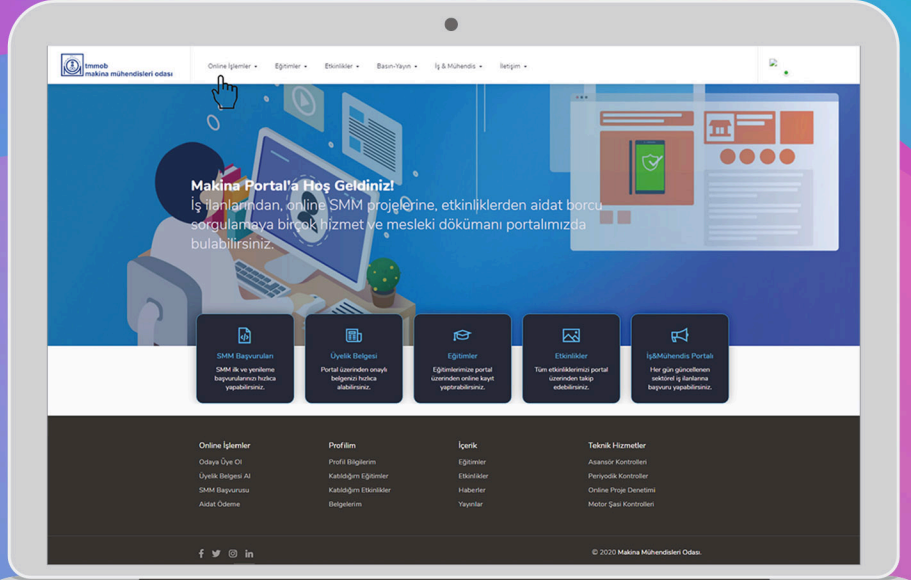 tmmob
makina mühendisleri odası
Online İşlemler
Eğitimler
Etkinlikler
Basın-Yayın
İş & Mühendis
İletişim
Makina Portal'a Hoş Geldiniz!
İş ilanlarından, online SMM projelerine, etkinliklerden aidat borcu
sorgulamaya birçok hizmet ve mesleki dökümanı portalımızda
bulabilirsiniz.
SMM Başvuruları
SMM ilk ve yenileme
başvurularınızı hızlıca
yapabilirsiniz.
Üyelik Belgesi
Portal üzerinden onaylı
belgenizi hızlıca
alabilirsiniz.
Eğitimler
Eğitimlerimize portal
üzerinden online kayıt
yaptırabilirsiniz.
Etkinlikler
Tüm etkinliklerimizi portal
üzerinden takip
edebilirsiniz.
İş&Mühendis Portalı
Her gün güncellenen
sektörel iş ilanlarına
başvuru yapabilirsiniz.
Online İşlemler
Odaya Üye Ol
Üyelik Belgesi Al
SMM Başvurusu
Aidat Ödeme
Profilim
Profil Bilgilerim
Katıldığım Eğitimler
Katıldığım Etkinlikler
Belgelerim
İçerik
Eğitimler
Etkinlikler
Haberler
Yayınlar
Teknik Hizmetler
Asansör Kontrolleri
Periyodik Kontroller
Online Proje Denetimi
Motor Şasi Kontrolleri
© 2020 Makina Mühendisleri Odası.